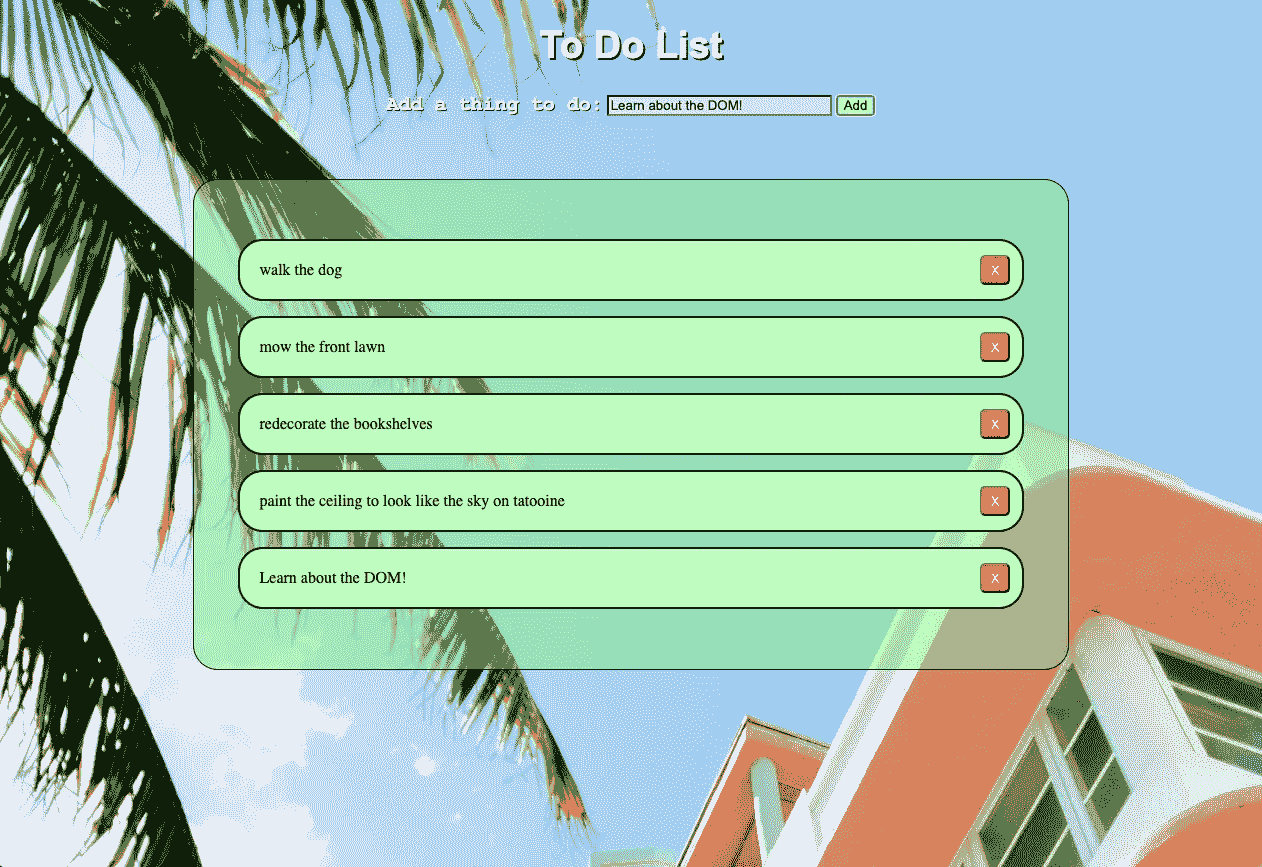 To Do List
Add a thing to do: Learn about the DOM! Add
walk the dog X
mow the front lawn X
redecorate the bookshelves X
paint the ceiling to look like the sky on tatooine X
Learn about the DOM! X